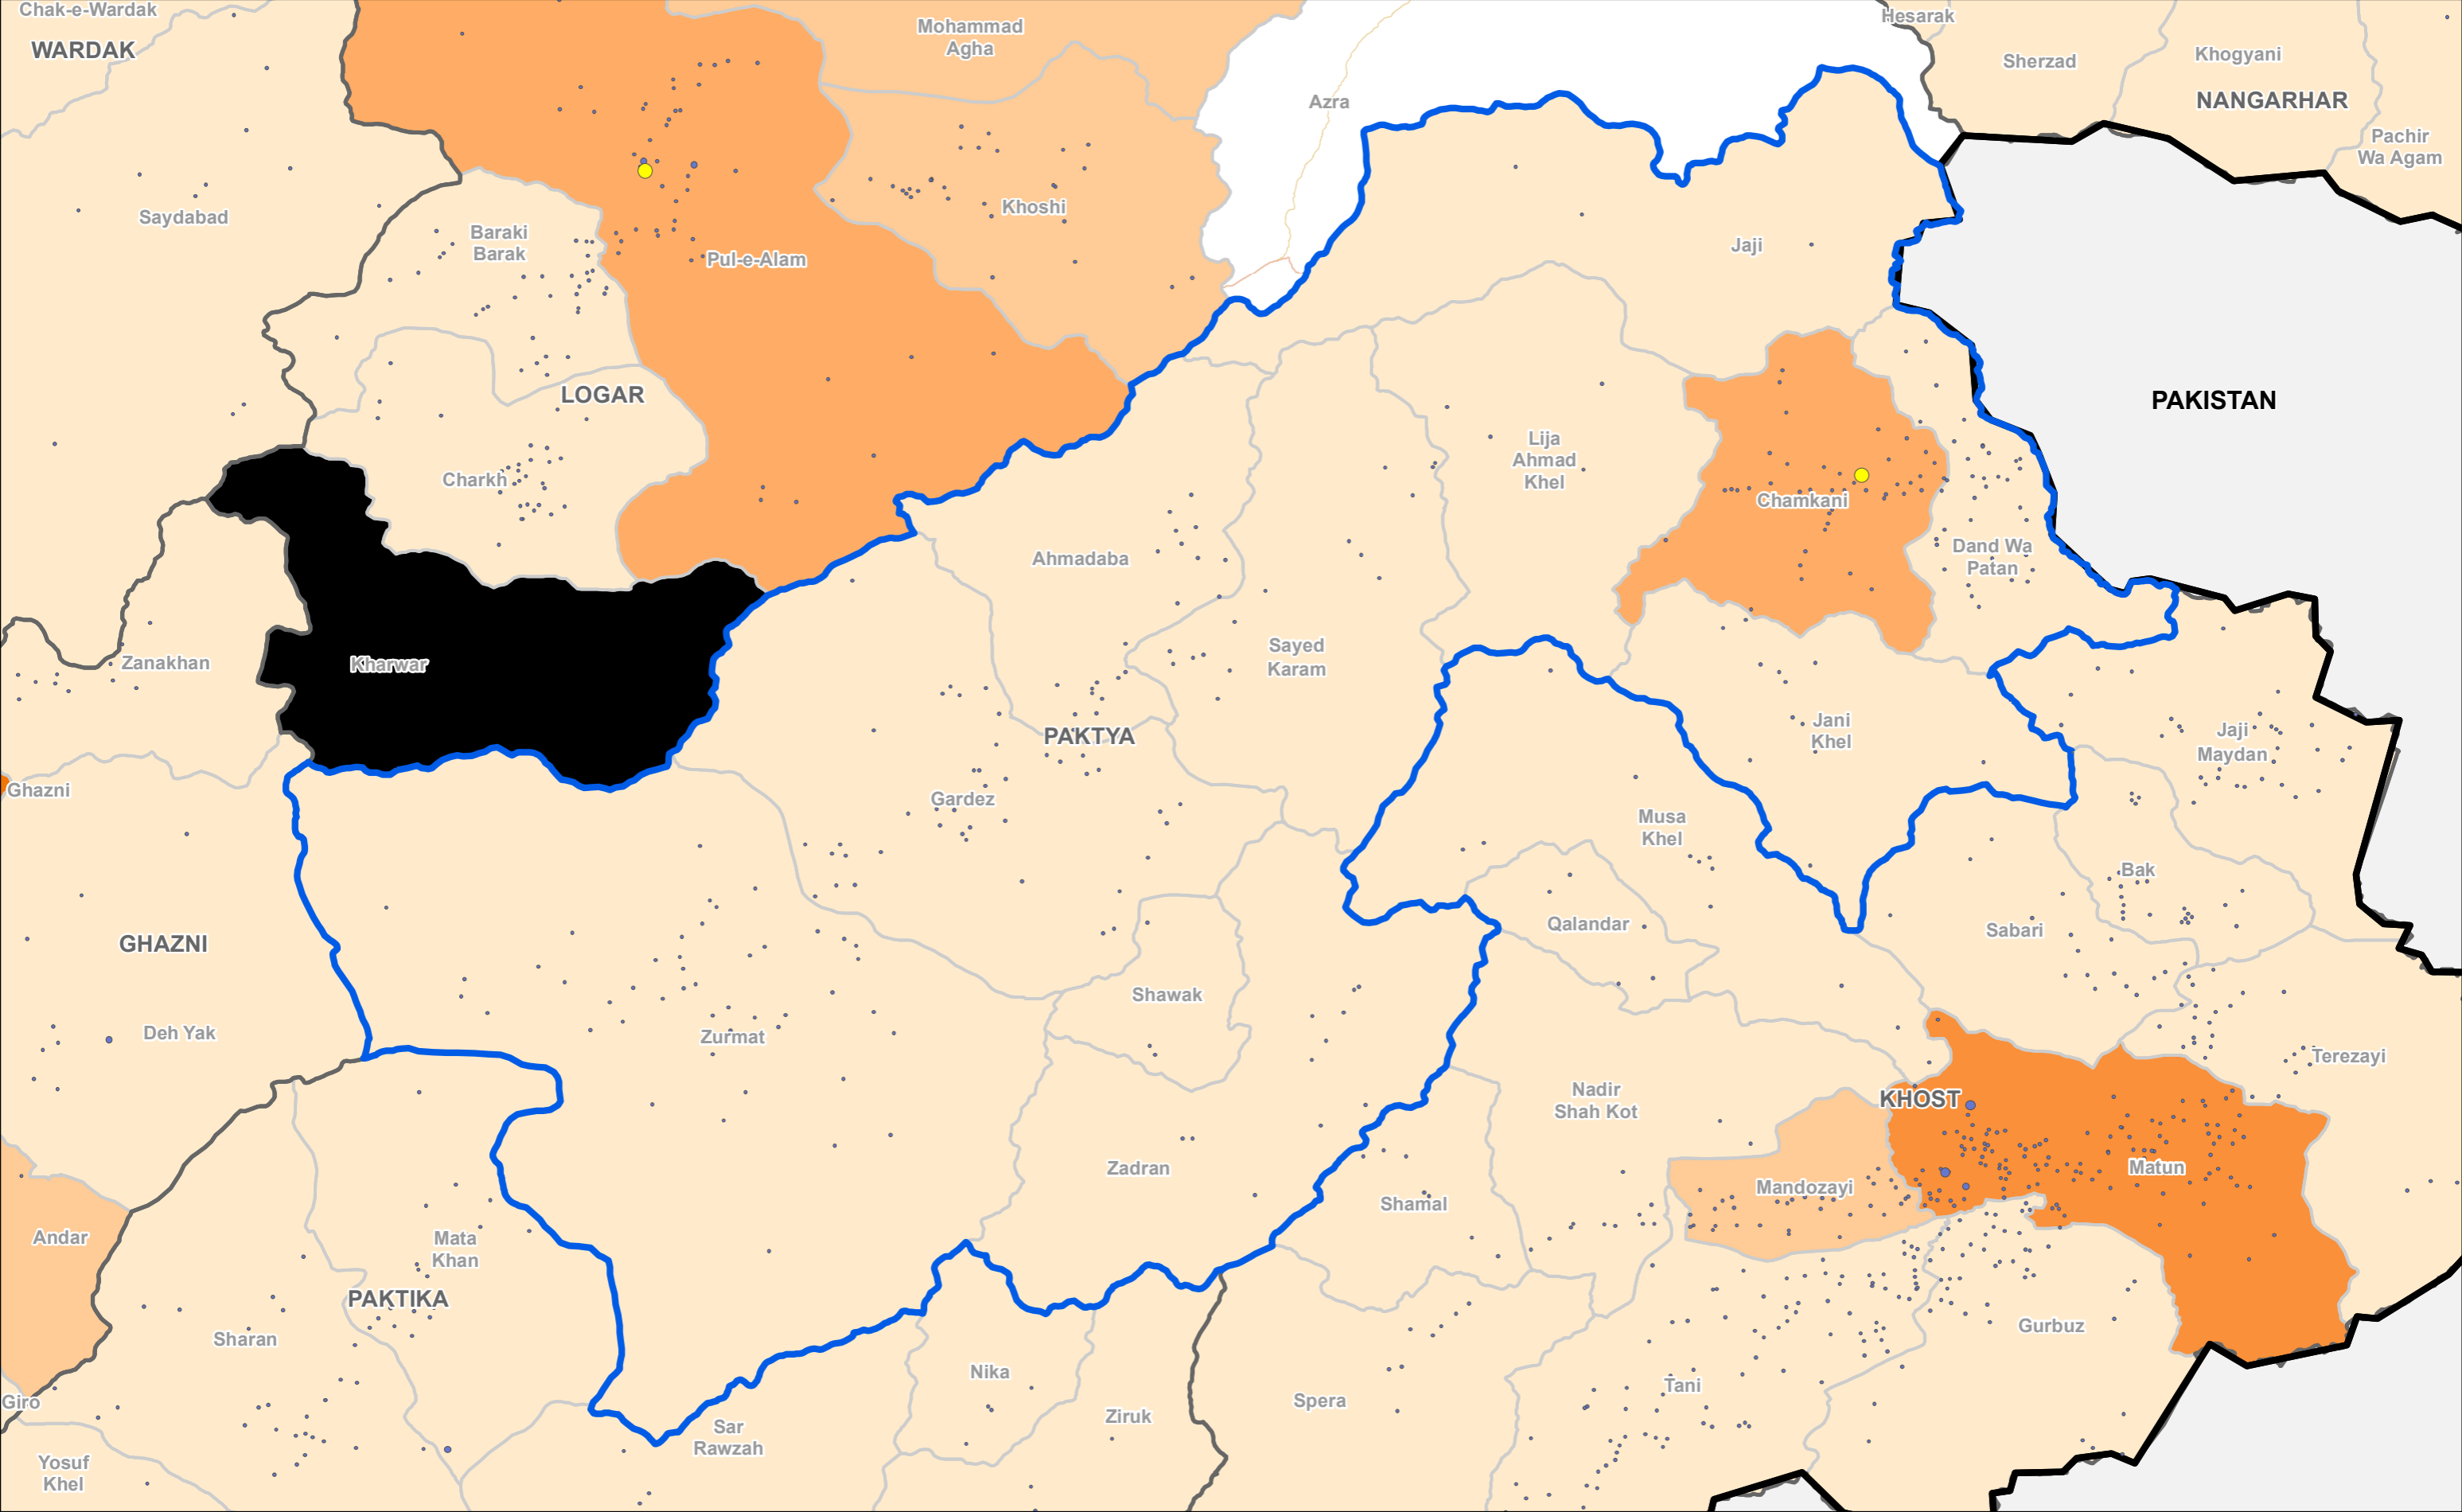 Chak-e-Wardak
WARDAK
Mohammad
Agha
Hesarak
Sherzad
Khogyani
NANGARHAR
Pachir
Wa Agam
Azra
Saydabad
Baraki
Barak
Khoshi
Pul-e-Alam
Jaji
LOGAR
PAKISTAN
Charkh
Lija
Ahmad
Khel
Chamkani
Dand Wa
Patan
Ahmadaba
Zanakhan
Kharwar
Sayed
Karam
PAKTYA
Jani
Khel
Jaji
Maydan
Ghazni
Gardez
Musa
Khel
Bak
GHAZNI
Qalandar
Sabari
Shawak
Deh Yak
Zurmat
Terezayi
Nadir
Shah Kot
KHOST
Zadran
Matun
Mandozayi
Shamal
Andar
Mata
Khan
PAKTIKA
Sharan
Gurbuz
Nika
Tani
Giro
Spera
Ziruk
Sar
Rawzah
Yosuf
Khel